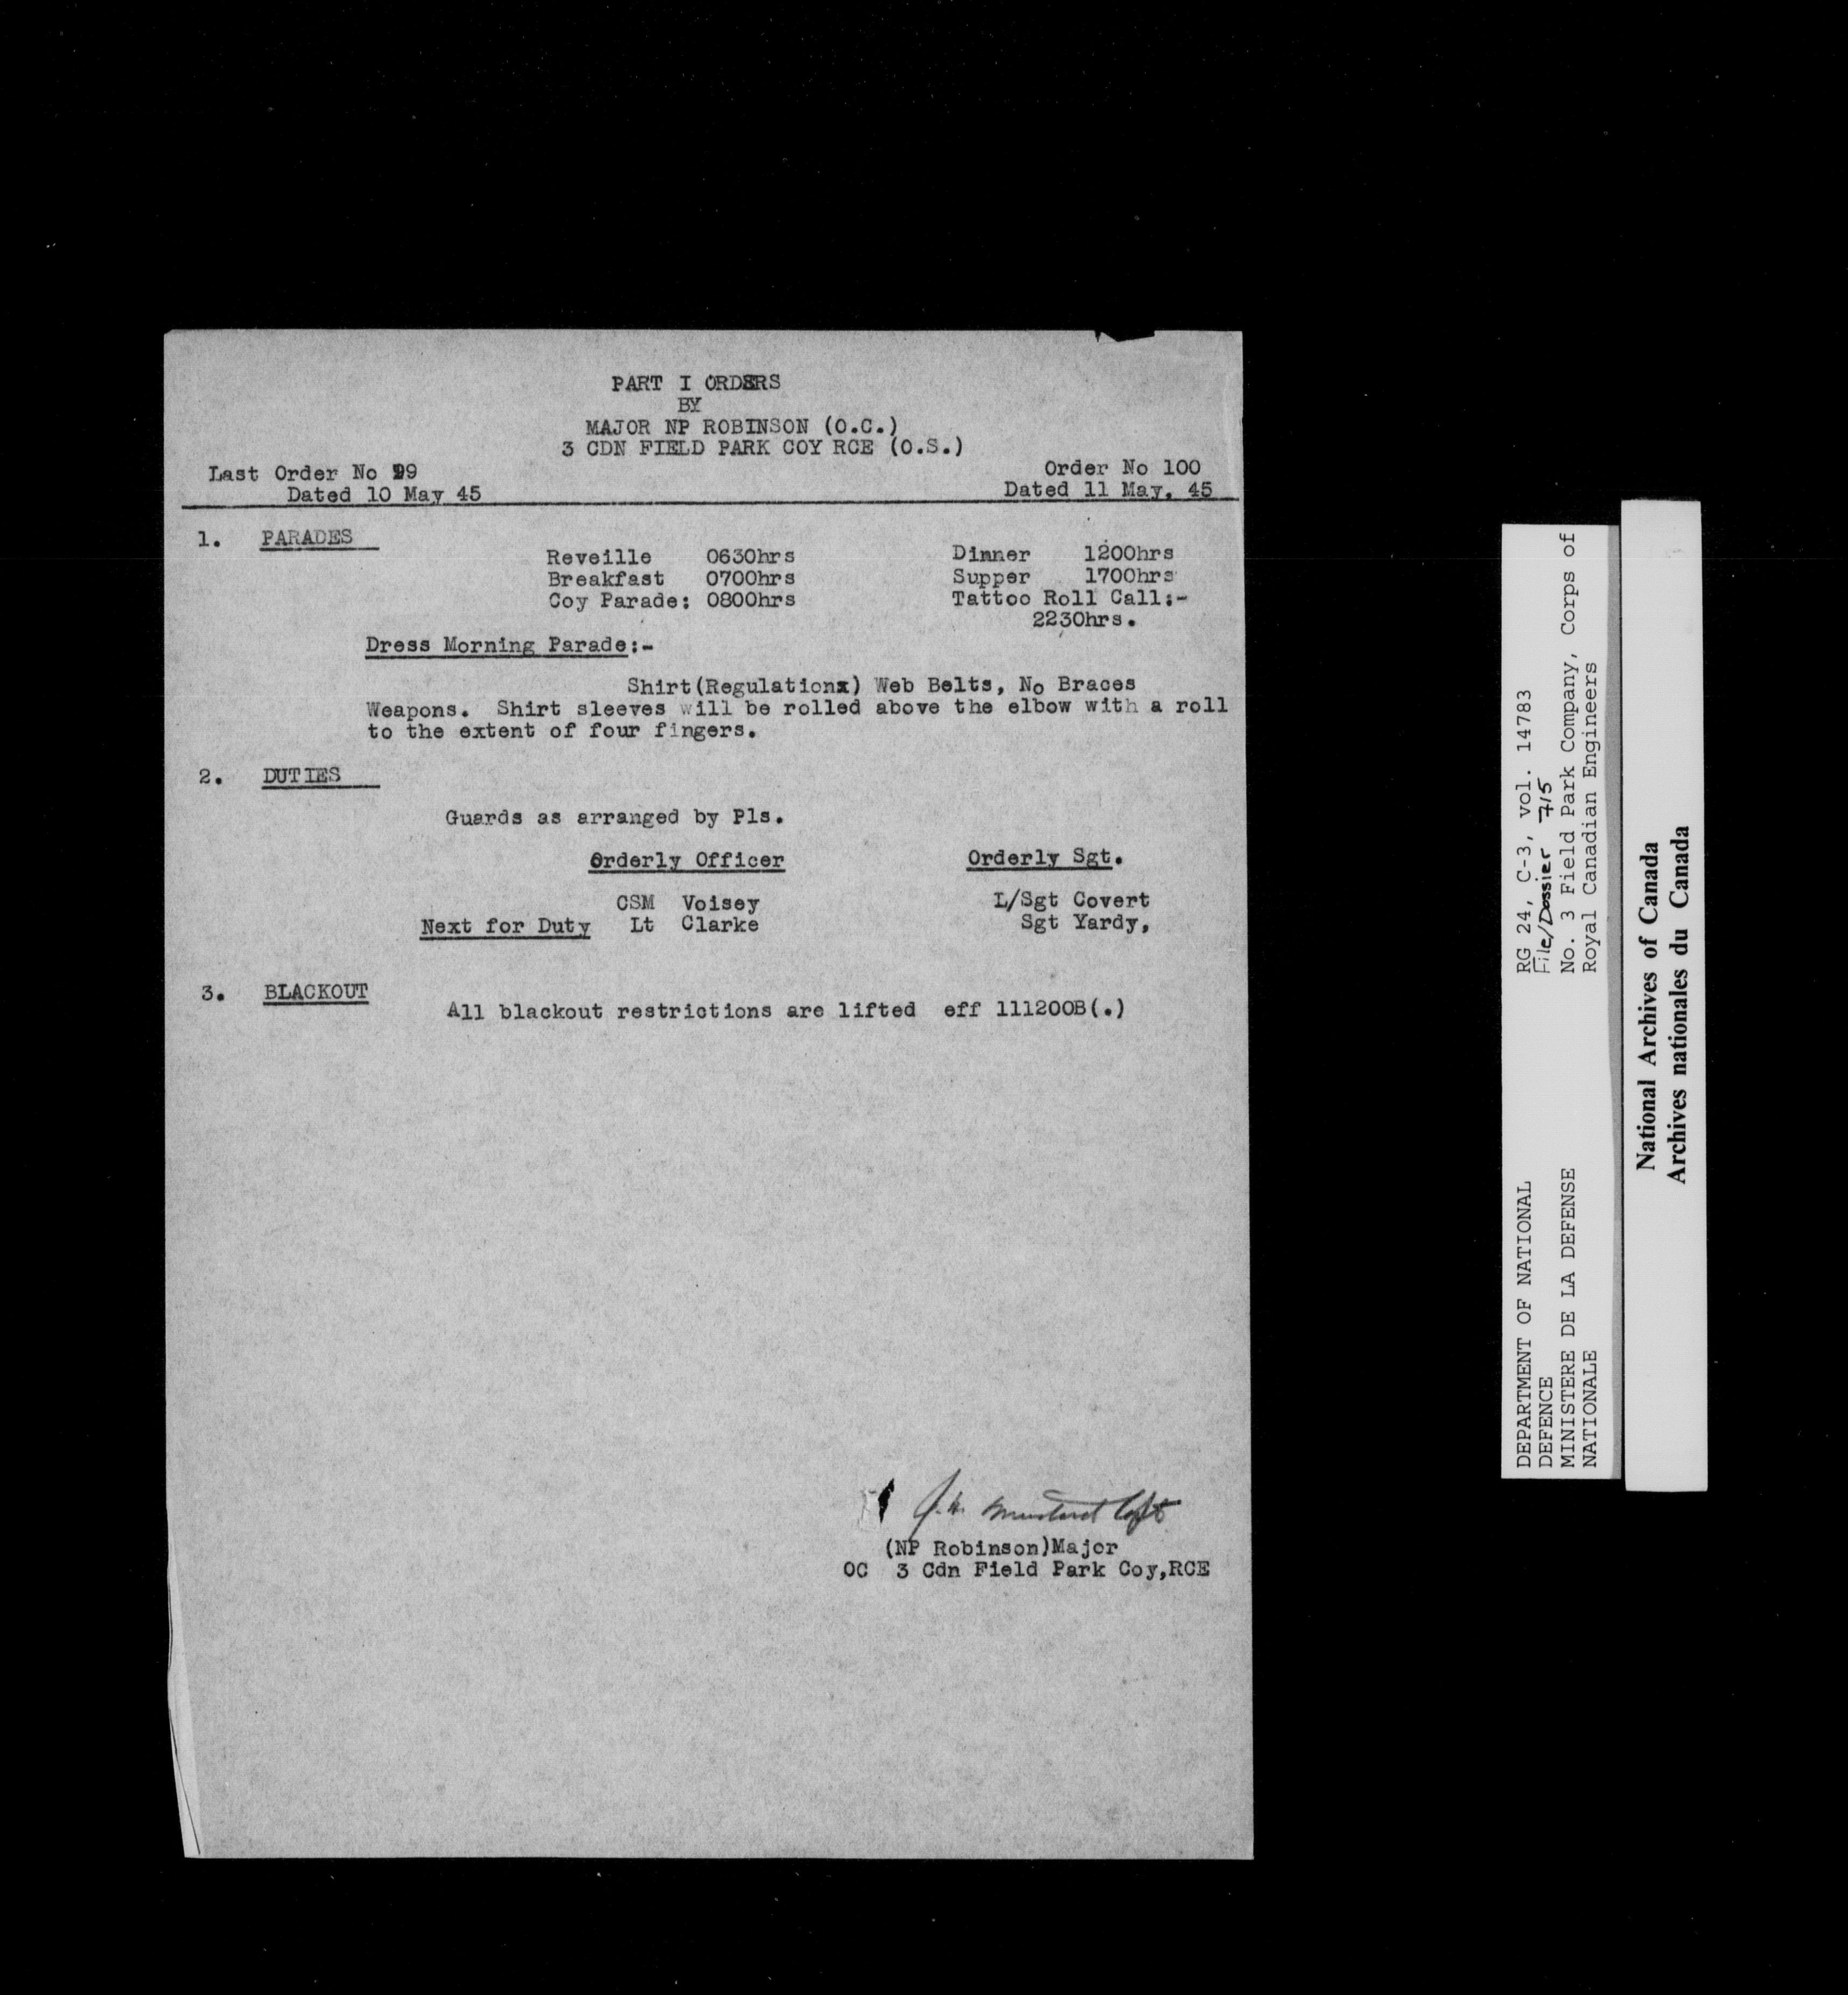 PART I ORDERS
BY
MAJOR NP ROBINSON (O.C.)
3 CDN FIELD PARK COY RCE (O.S.)
Last Order No 99
Dated 10 May 45
Order No 100
Dated 11 May, 45
1. PARADES
Reveille 0630hrs Dinner 1200hrs
Breakfast 0700hrs Supper 1700hrs
Coy Parade: 0800hrs Tattoo Roll Call:-
2230hrs.
Dress Morning Parade:-
Shirt(Regulationx) Web Belts, No Braces
Weapons. Shirt sleeves will be rolled above the elbow with a roll
to the extent of four fingers.
2. DUTIES
Guards as arranged by Pls.
Orderly Officer Orderly Sgt.
CSM Voisey L/Sgt Covert
Next for Duty Lt Clarke Sgt Yardy,
3. BLACKOUT
All blackout restrictions are lifted eff 111200B(.)
(NP Robinson)Major
OC 3 Cdn Field Park Coy,RCE
DEPARTMENT OF NATIONAL
DEFENCE
MINISTERE DE LA DEFENSE
NATIONALE
RG 24, C-3, vol. 14783
File/Dossier 715
No. 3 Field Park Company, Corps of
Royal Canadian Engineers
National Archives of Canada
Archives nationales du Canada